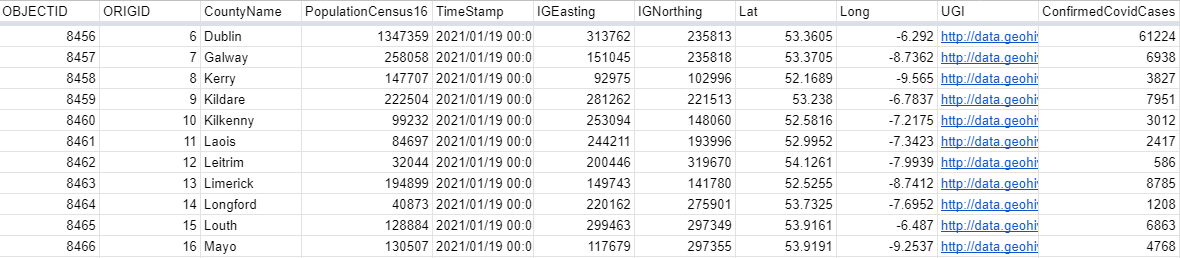 OBJECTID ORIGID CountyName PopulationCensus16 TimeStamp IGEasting IGNorthing Lat Long UGI ConfirmedCovidCases
8456 6 Dublin 1347359 2021/01/19 00:0 313762 235813 53.3605 -6.292 http://data.geohi 61224
8457 7 Galway 258058 2021/01/19 00:0 151045 235818 53.3705 -8.7362 http://data.geohi 6938
8458 8 Kerry 147707 2021/01/19 00:0 92975 102996 52.1689 -9.565 http://data.geohi 3827
8459 9 Kildare 222504 2021/01/19 00:0 281262 221513 53.238 -6.7837 http://data.geohi 7951
8460 10 Kilkenny 99232 2021/01/19 00:0 253094 148060 52.5816 -7.2175 http://data.geohi 3012
8461 11 Laois 84697 2021/01/19 00:0 244211 193996 52.9952 -7.3423 http://data.geohi 2417
8462 12 Leitrim 32044 2021/01/19 00:0 200446 319670 54.1261 -7.9939 http://data.geohi 586
8463 13 Limerick 194899 2021/01/19 00:0 149743 141780 52.5255 -8.7412 http://data.geohi 8785
8464 14 Longford 40873 2021/01/19 00:0 220162 275901 53.7325 -7.6952 http://data.geohi 1208
8465 15 Louth 128884 2021/01/19 00:0 299463 297349 53.9161 -6.487 http://data.geohi 6863
8466 16 Mayo 130507 2021/01/19 00:0 117679 297355 53.9191 -9.2537 http://data.geohi 4768